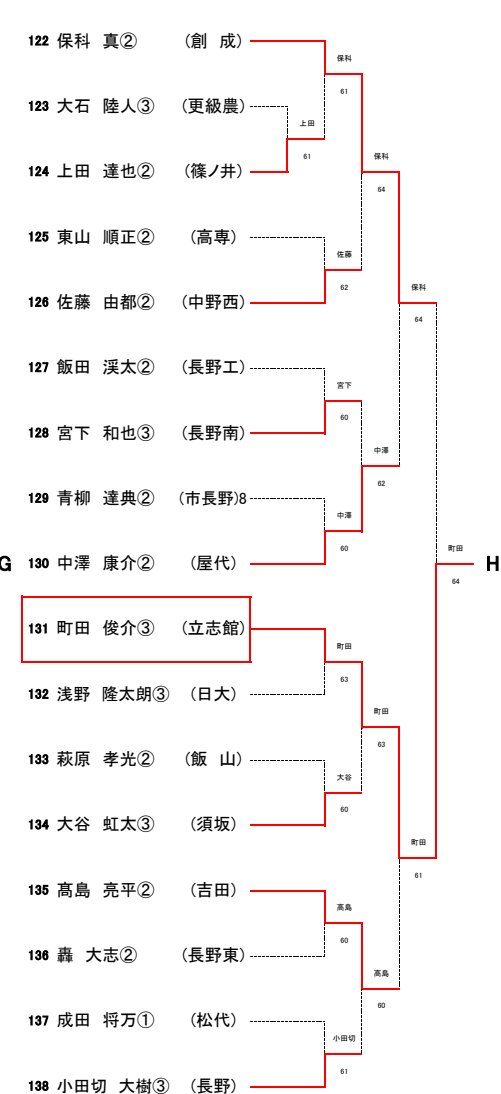 122 保科 真② (創 成)
保科
61
123 大石 陸人③ (更級農)
上田
61
124 上田 達也② (篠ノ井)
保科
64
125 東山 順正② (高専)
佐藤
62
126 佐藤 由都② (中野西)
保科
64
127 飯田 渓太② (長野工)
宮下
60
128 宮下 和也③ (長野南)
中澤
62
129 青柳 達典② (市長野)8
中澤
60
G 130 中澤 康介② (屋代)
町田
64
H
131 町田 俊介③ (立志館)
町田
63
132 浅野 隆太朗③ (日大)
町田
63
133 萩原 孝光② (飯 山)
大谷
60
134 大谷 虹太③ (須坂)
町田
61
135 髙島 亮平② (吉田)
高島
60
136 轟 大志② (長野東)
高島
60
137 成田 将万① (松代)
小田切
61
138 小田切 大樹③ (長野)